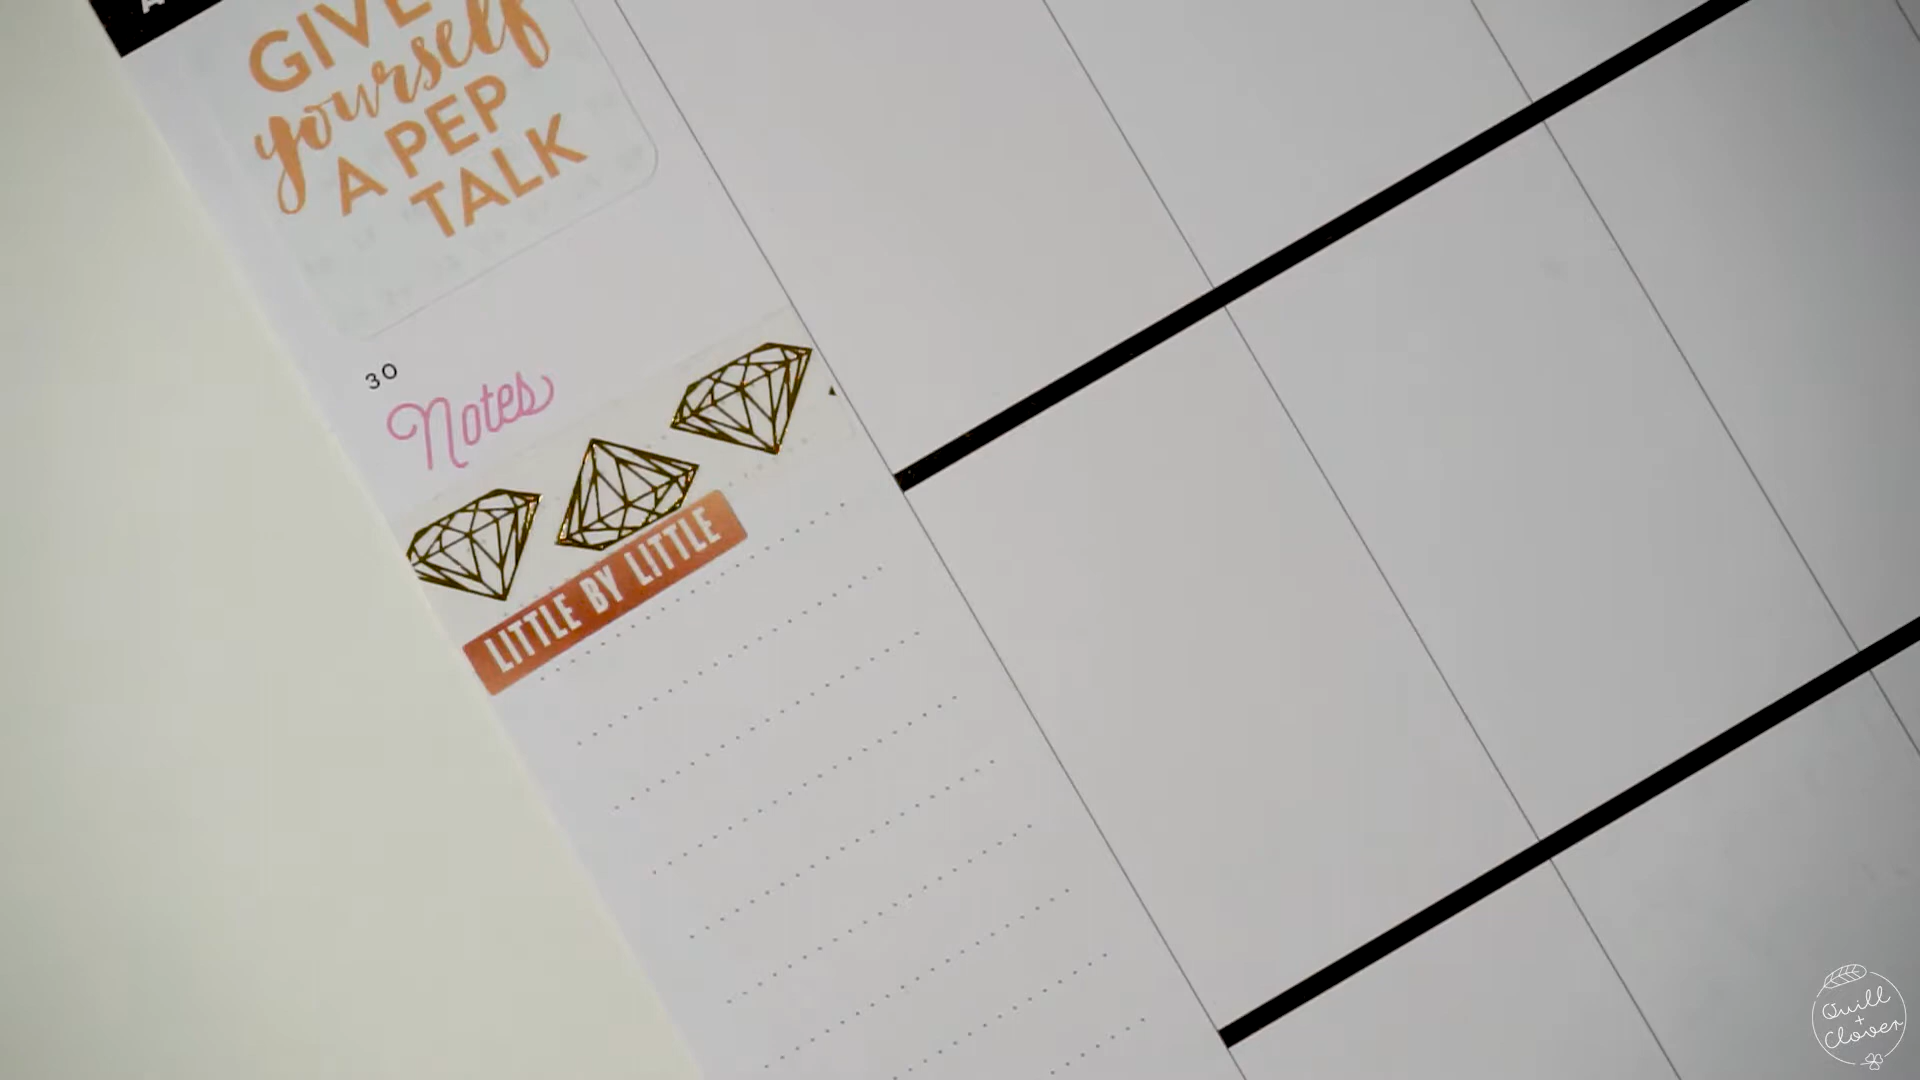 GIVE
yourself
A PEP
TALK
30
Notes
LITTLE BY LITTLE
Quill
+
Clover